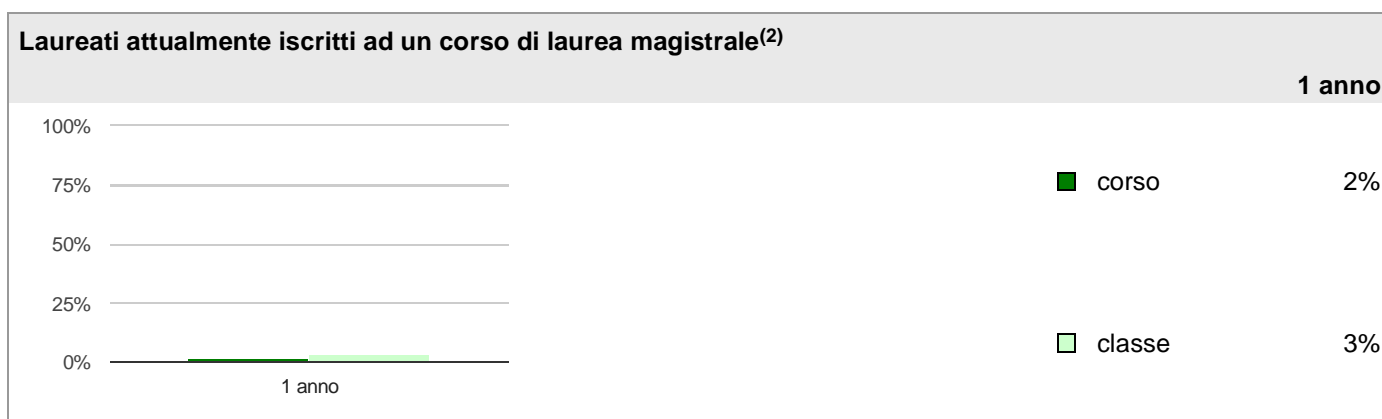 Laureati attualmente iscritti ad un corso di laurea magistrale(2)
1 anno
100%
75%
50%
25%
0%
1 anno
corso 2%
classe 3%